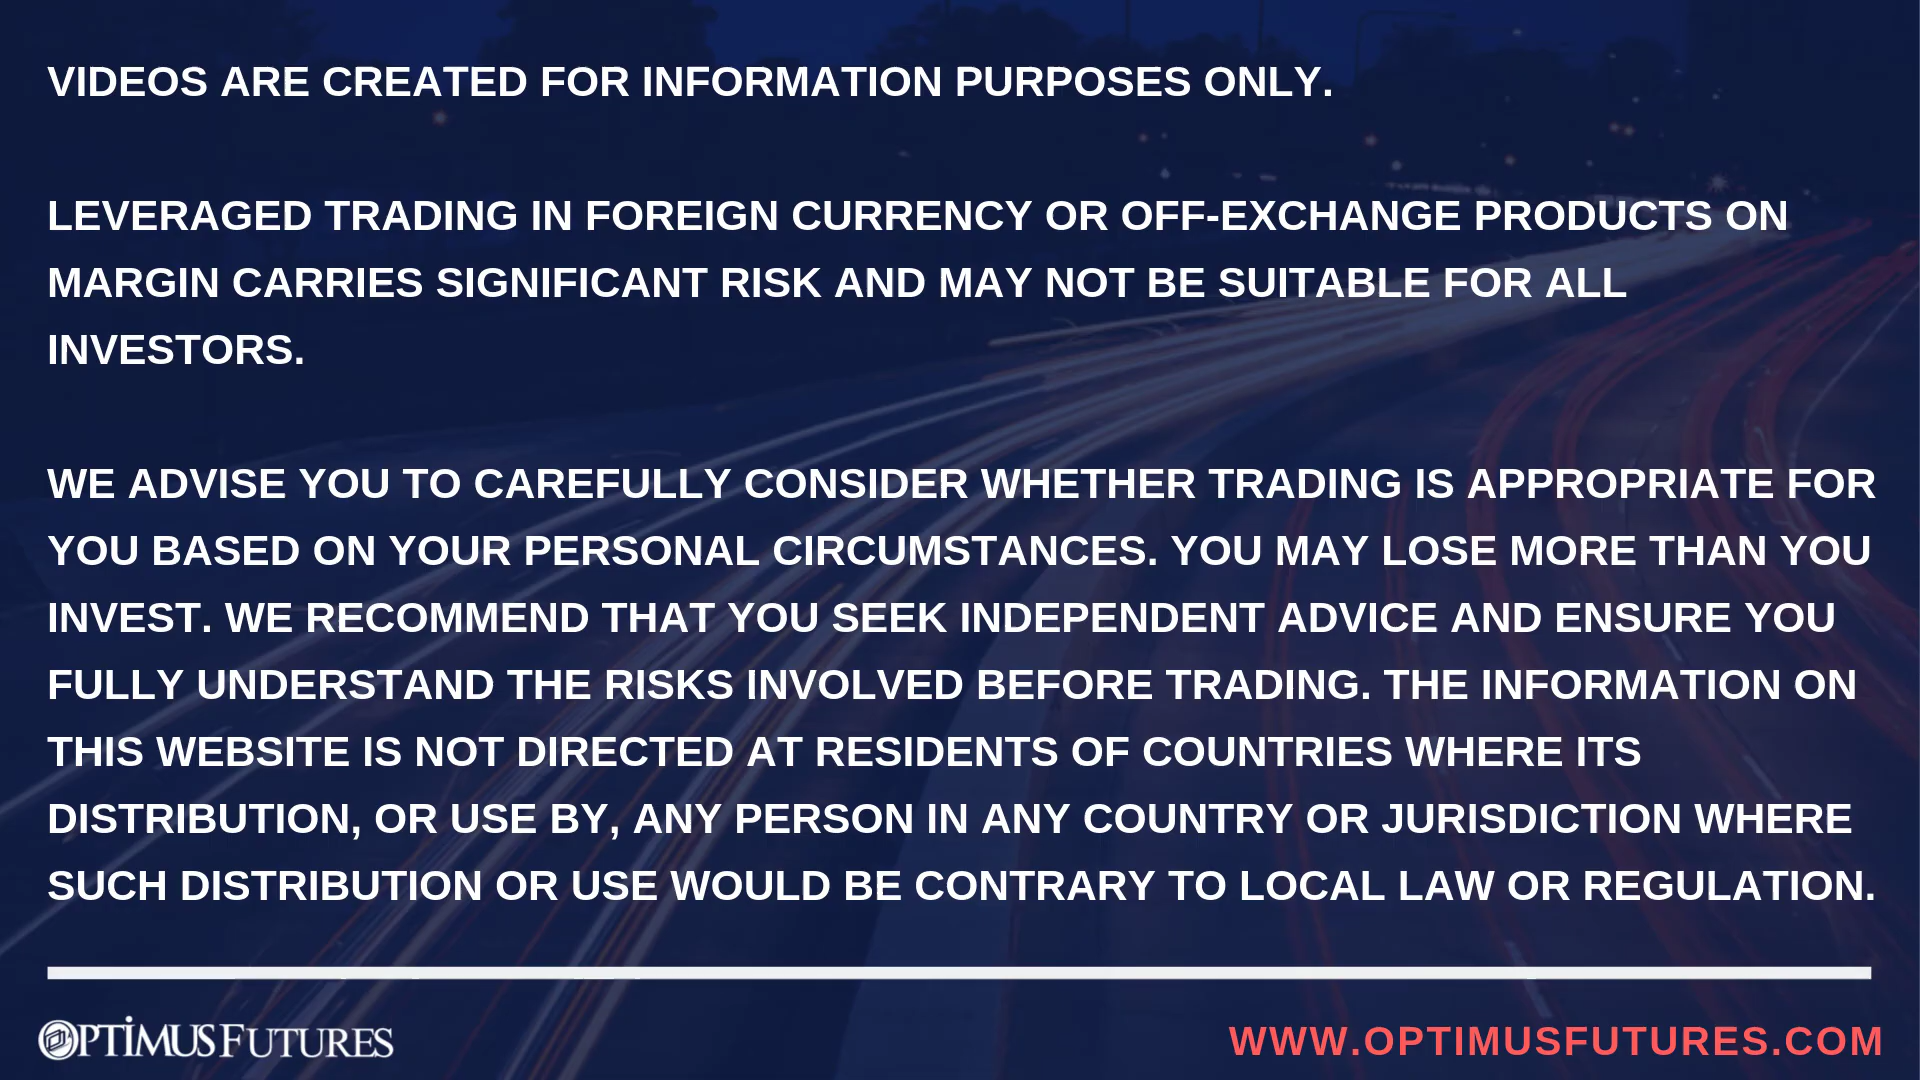 VIDEOS ARE CREATED FOR INFORMATION PURPOSES ONLY.
LEVERAGED TRADING IN FOREIGN CURRENCY OR OFF-EXCHANGE PRODUCTS ON
MARGIN CARRIES SIGNIFICANT RISK AND MAY NOT BE SUITABLE FOR ALL
INVESTORS.
WE ADVISE YOU TO CAREFULLY CONSIDER WHETHER TRADING IS APPROPRIATE FOR
YOU BASED ON YOUR PERSONAL CIRCUMSTANCES. YOU MAY LOSE MORE THAN YOU
INVEST. WE RECOMMEND THAT YOU SEEK INDEPENDENT ADVICE AND ENSURE YOU
FULLY UNDERSTAND THE RISKS INVOLVED BEFORE TRADING. THE INFORMATION ON
THIS WEBSITE IS NOT DIRECTED AT RESIDENTS OF COUNTRIES WHERE ITS
DISTRIBUTION, OR USE BY, ANY PERSON IN ANY COUNTRY OR JURISDICTION WHERE
SUCH DISTRIBUTION OR USE WOULD BE CONTRARY TO LOCAL LAW OR REGULATION.
OPTIMUS FUTURES
WWW.OPTIMUSFUTURES.COM